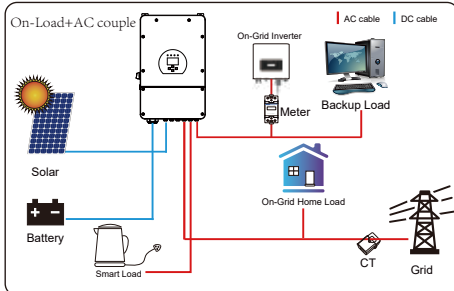 On-Load+AC couple
AC cable
DC cable
On-Grid Inverter
Meter
Backup Load
Solar
On-Grid Home Load
Battery
Smart Load
CT
Grid